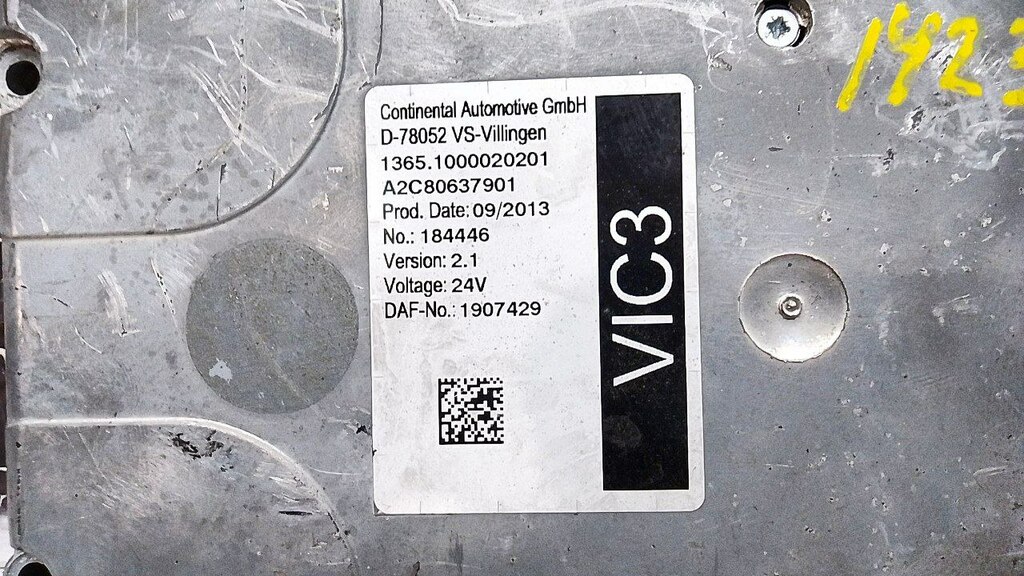 Continental Automotive GmbH
D-78052 VS-Villingen
1365.1000020201
A2C80637901
Prod. Date: 09/2013
No.: 184446
Version: 2.1
Voltage: 24V
DAF-No.: 1907429
VIC3
1423